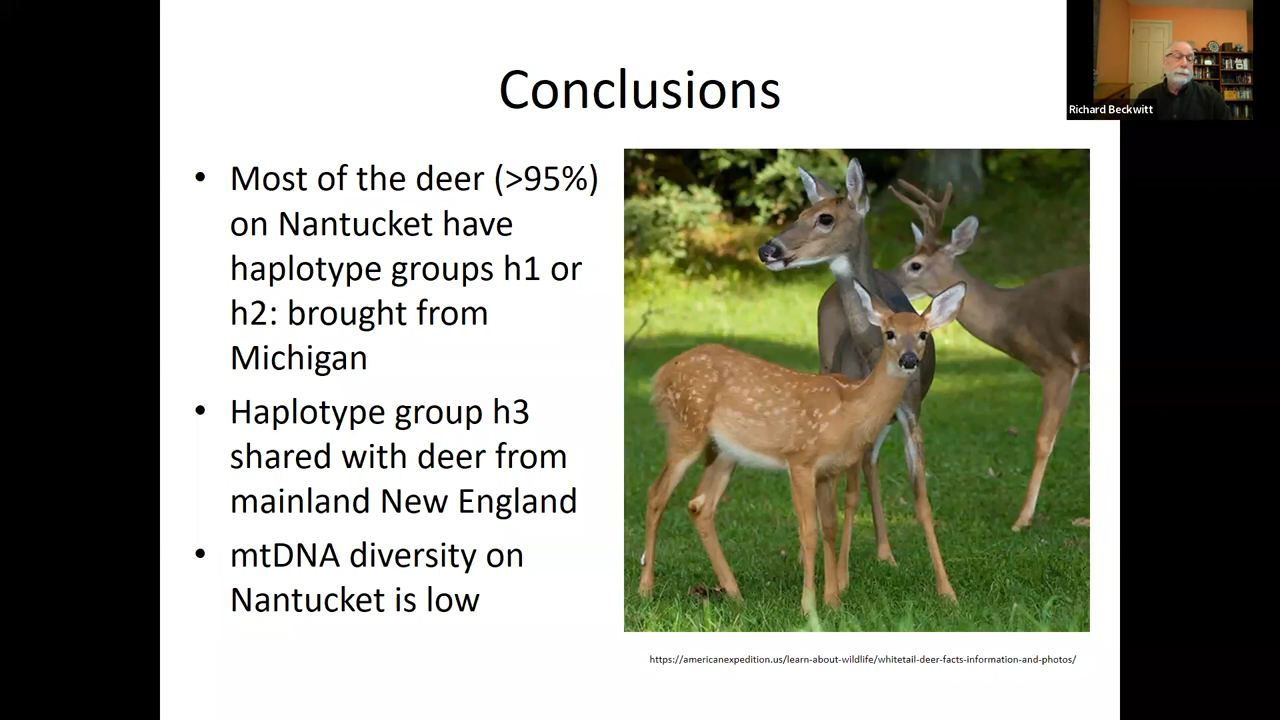 Conclusions
Richard Beckwitt
• Most of the deer (>95%)
on Nantucket have
haplotype groups h1 or
h2: brought from
Michigan
• Haplotype group h3
shared with deer from
mainland New England
• mtDNA diversity on
Nantucket is low
https://americanexpedition.us/learn-about-wildlife/whitetail-deer-facts-information-and-photos/